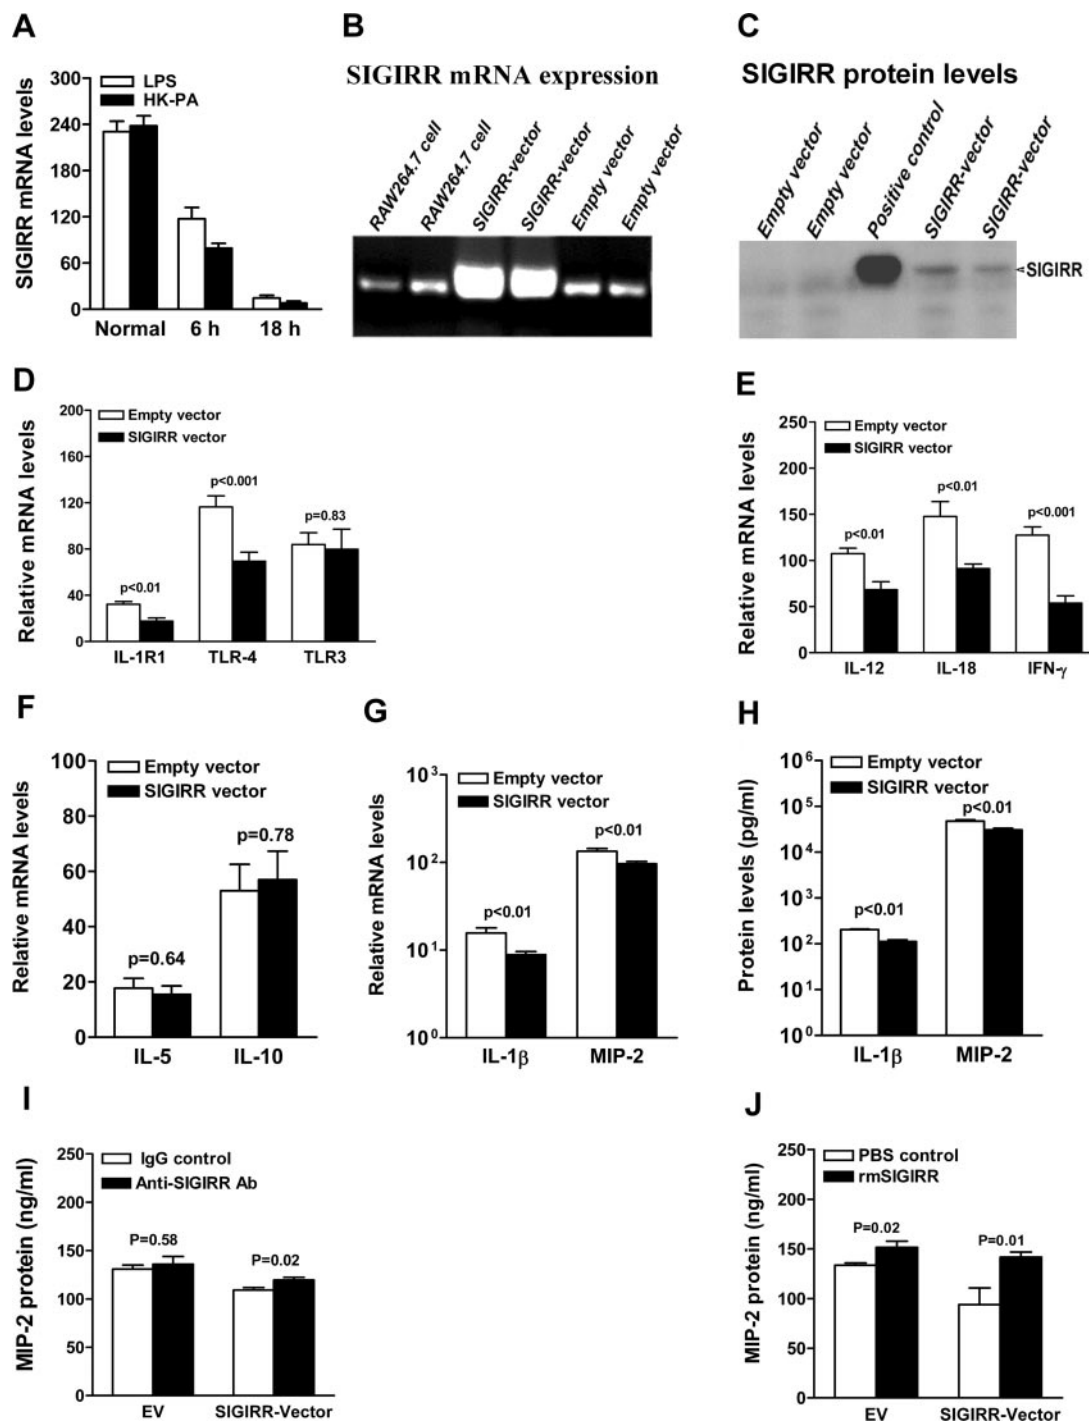 A
SIGIRR mRNA levels
300
240
180
120
60
0
LPS
HK-PA
Normal 6 h 18 h
B
SIGIRR mRNA expression
RAW264.7 cell
RAW264.7 cell
SIGIRR-vector
SIGIRR-vector
Empty vector
Empty vector
C
SIGIRR protein levels
Empty vector
Empty vector
Positive control
SIGIRR-vector
SIGIRR-vector
SIGIRR
D
Relative mRNA levels
200
160
120
80
40
0
Empty vector
SIGIRR vector
p<0.01
p<0.001
p=0.83
IL-1R1 TLR-4 TLR3
E
Relative mRNA levels
250
200
150
100
50
0
Empty vector
SIGIRR vector
p<0.01
p<0.01
p<0.001
IL-12 IL-18 IFN-γ
F
Relative mRNA levels
100
80
60
40
20
0
Empty vector
SIGIRR vector
p=0.64
p=0.78
IL-5 IL-10
G
Relative mRNA levels
10³
10²
10¹
10⁰
Empty vector
SIGIRR vector
p<0.01
p<0.01
IL-1β MIP-2
H
Protein levels (pg/ml)
10⁶
10⁵
10⁴
10³
10²
10¹
10⁰
Empty vector
SIGIRR vector
p<0.01
p<0.01
IL-1β MIP-2
I
MIP-2 protein (ng/ml)
250
200
150
100
50
0
IgG control
Anti-SIGIRR Ab
P=0.58
P=0.02
EV SIGIRR-Vector
J
MIP-2 protein (ng/ml)
250
200
150
100
50
0
PBS control
rmSIGIRR
P=0.02
P=0.01
EV SIGIRR-Vector